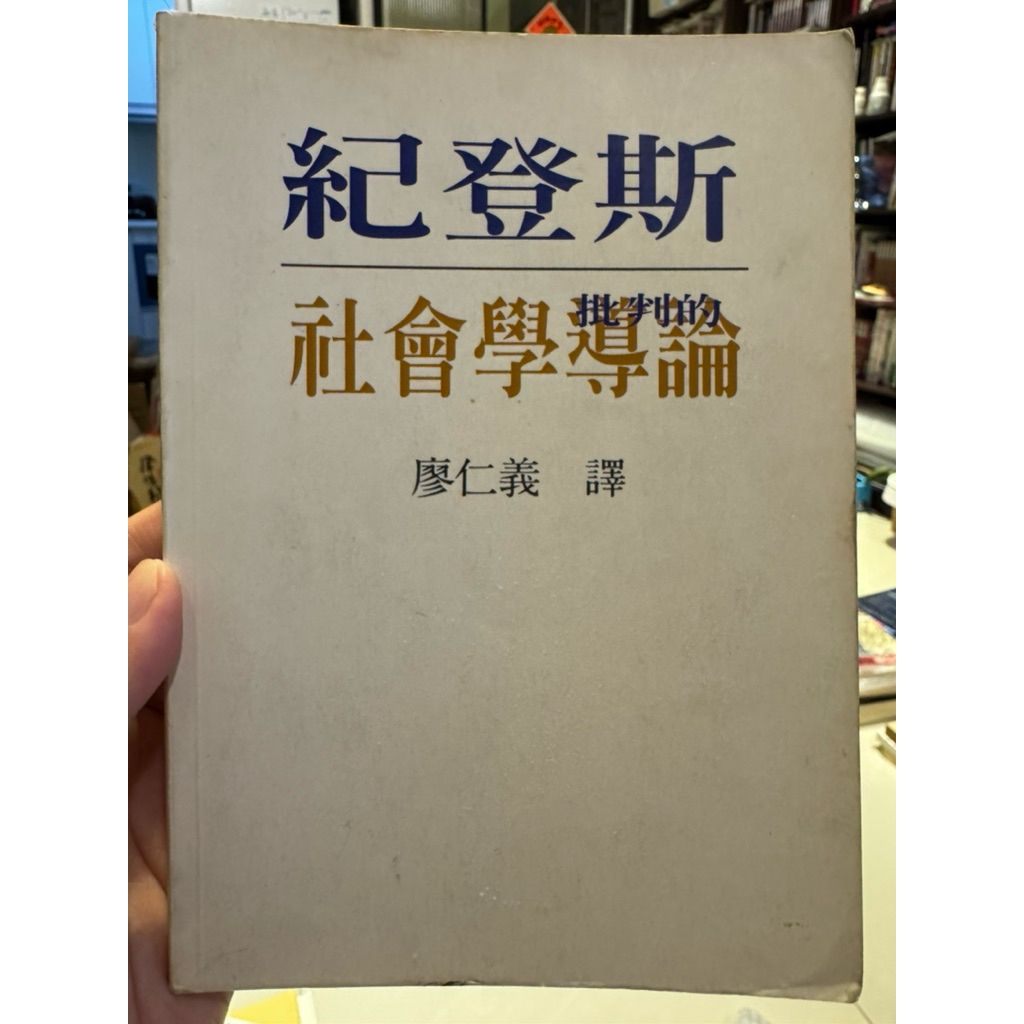 紀登斯
批判的
社會學導論
廖仁義 譯